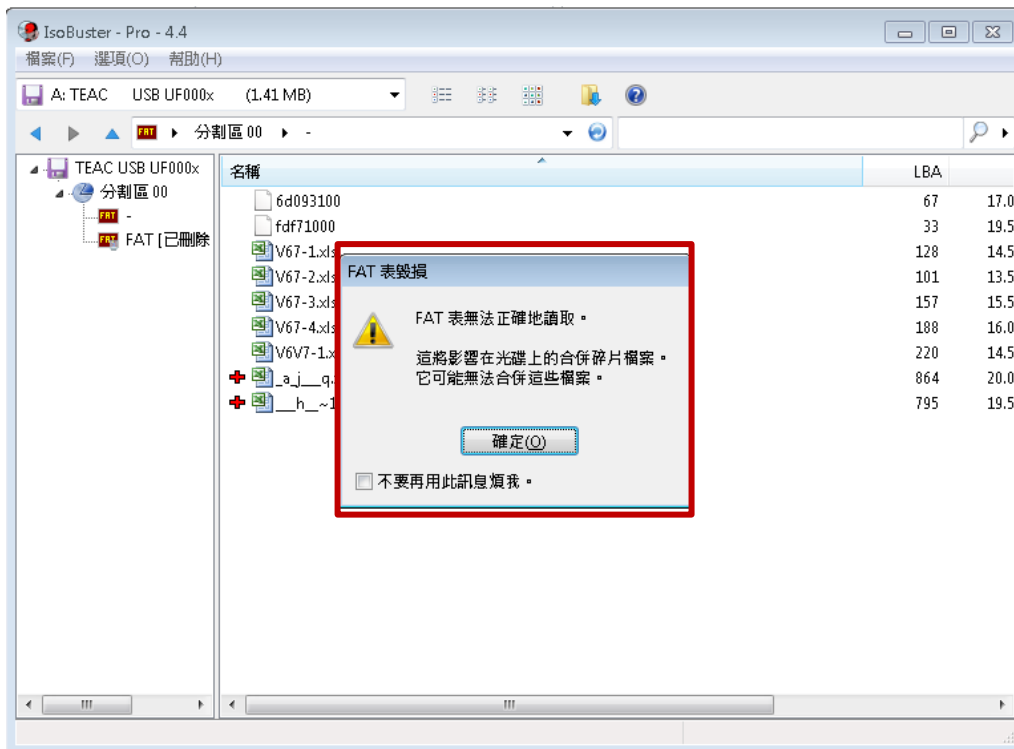 IsoBuster - Pro - 4.4
檔案(F) 選項(O) 幫助(H)
A: TEAC USB UF000x (1.41 MB)
FAT 分割區 00 -
TEAC USB UF000x
分割區 00
FAT -
FAT FAT [已刪除
名稱 LBA
6d093100 67 17.0
fdf71000 33 19.5
V67-1.xls 128 14.5
V67-2.xls 101 13.5
V67-3.xls 157 15.5
V67-4.xls 188 16.0
V6V7-1.x 220 14.5
_a_j___q. 864 20.0
__h__~1 795 19.5
FAT 表毀損
FAT 表無法正確地讀取。
這將影響在光碟上的合併碎片檔案。
它可能無法合併這些檔案。
確定(O)
不要再用此訊息煩我。